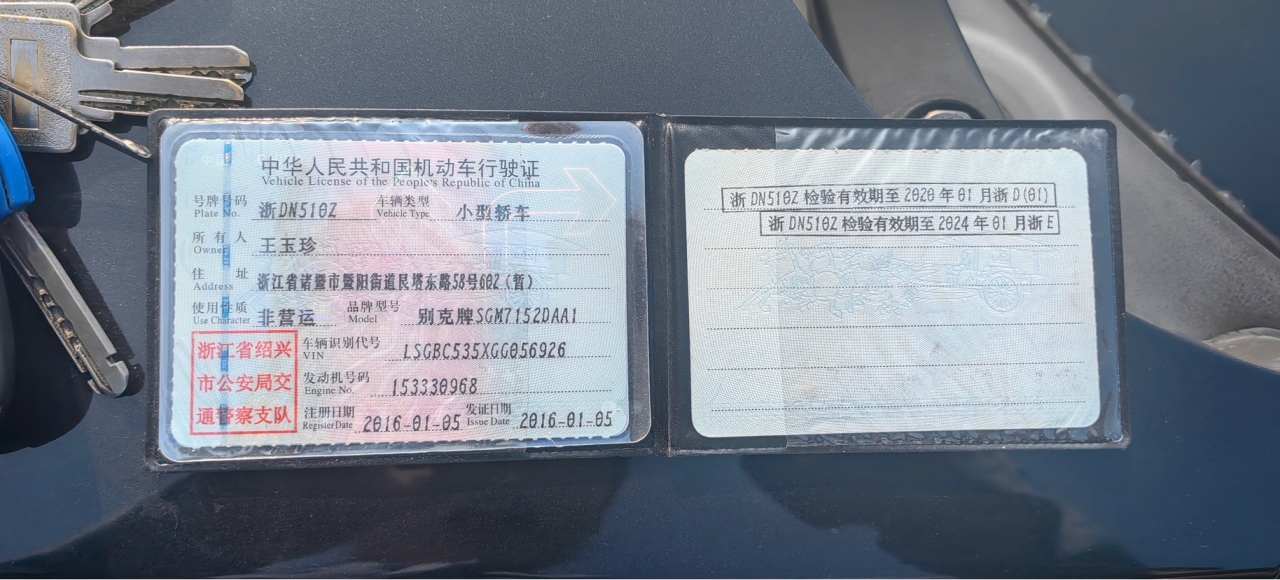 中华人民共和国机动车行驶证
Vehicle License of the People's Republic of China
号牌号码 浙DN510Z 车辆类型 小型轿车
Plate No. Vehicle Type
所有人 王玉珍
Owner
住址 浙江省诸暨市暨阳街道民塔东路58号602（暂）
Address
使用性质 非营运 品牌型号 别克牌SGM7152DAA1
Use Character Model
浙江省绍兴
市公安局交
通警察支队
车辆识别代号 LSGBC535XGG056926
VIN
发动机号码 153330968
Engine No.
注册日期 2016-01-05 发证日期 2016-01-05
Register Date Issue Date
浙DN510Z检验有效期至2020年01月浙D(01)
浙DN510Z检验有效期至2024年01月浙E